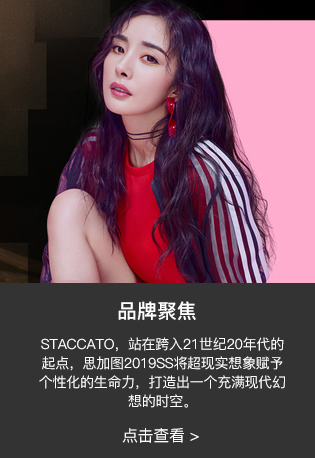 品牌聚焦
STACCATO，站在跨入21世纪20年代的
起点，思加图2019SS将超现实想象赋予
个性化的生命力，打造出一个充满现代幻
想的时空。
点击查看 >